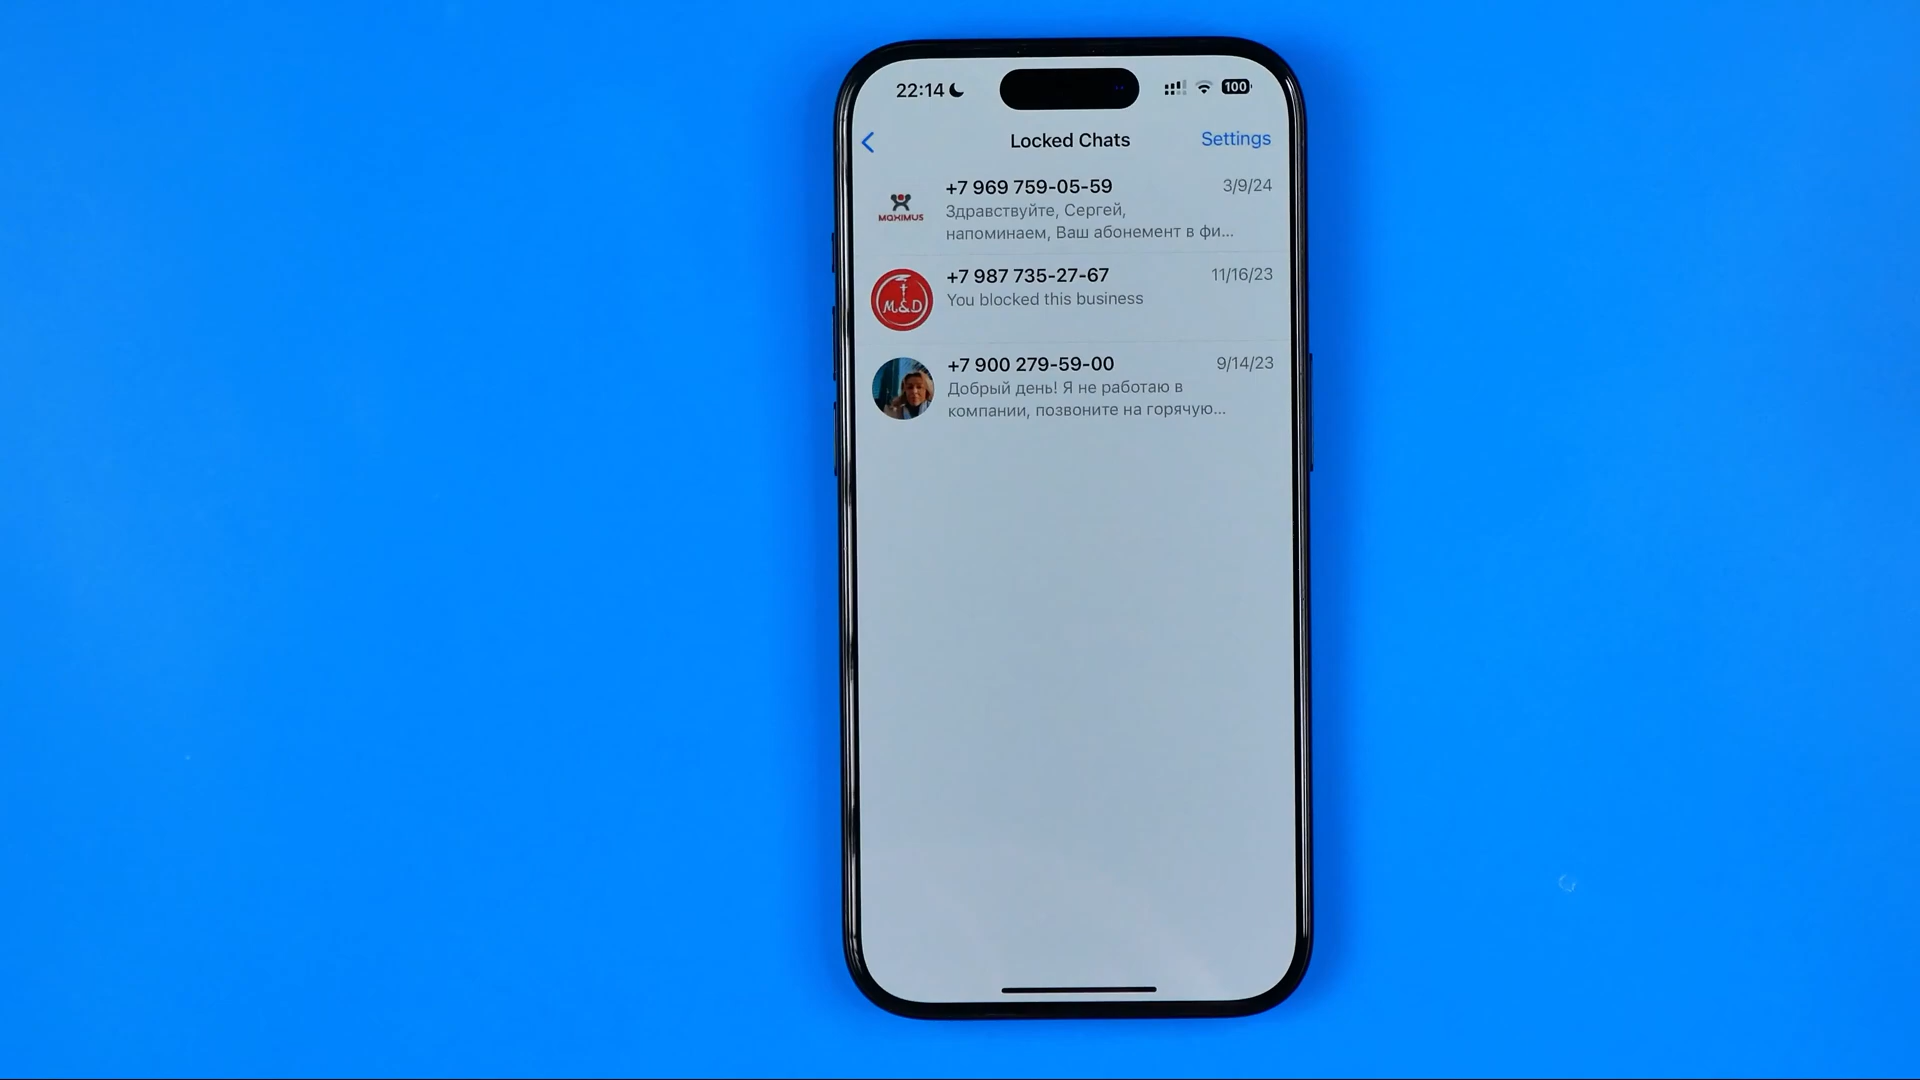 22:14
100
Locked Chats
Settings
+7 969 759-05-59
3/9/24
MAXIMUS
Здравствуйте, Сергей,
напоминаем, Ваш абонемент в фи...
+7 987 735-27-67
11/16/23
M&D
You blocked this business
+7 900 279-59-00
9/14/23
Добрый день! Я не работаю в
компании, позвоните на горячую...